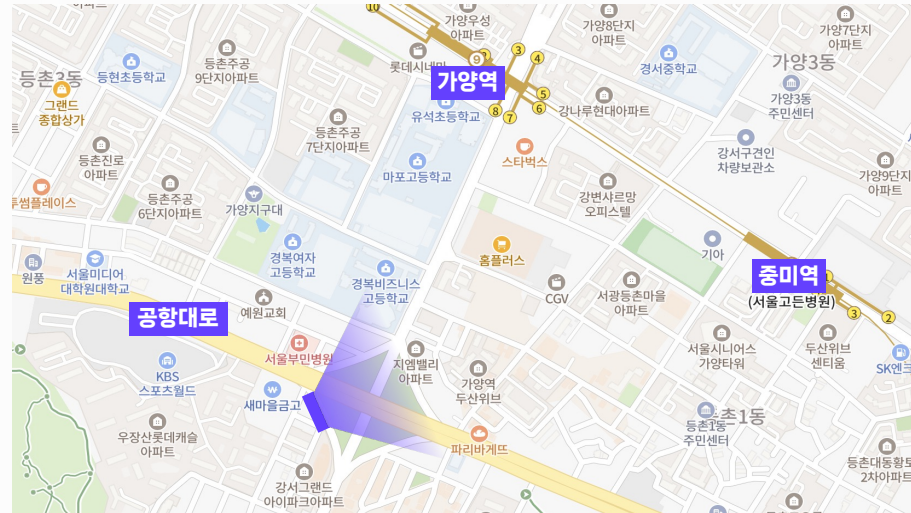 10
가양우성
아파트
가양8단지
아파트
가양7단지
아파트
3
4
9
롯데시네마
등촌주공
9단지아파트
등현초등학교
등촌3동
경서중학교
가양3동
가양역
그랜드
종합상가
5
6
8
7
유석초등학교
강나루현대아파트
가양3동
주민센터
등촌주공
7단지아파트
강서구견인
차량보관소
등촌진로
아파트
마포고등학교
스타벅스
가양9단지
아파트
투썸플레이스
등촌주공
6단지아파트
가양지구대
강변샤르망
오피스텔
경복여자
고등학교
홈플러스
기아
원풍
서울미디어
대학원대학교
경복비즈니스
고등학교
CGV
서광등촌마을
아파트
중미역
1
(서울고든병원)
3
2
공항대로
예원교회
서울부민병원
지엠밸리
아파트
서울시니어스
가양타워
두산위브
센티움
SK엔크
KBS
스포츠월드
새마을금고
가양역
두산위브
우장산롯데캐슬
아파트
파리바게뜨
등촌1동
등촌1동
주민센터
등촌대동황토
2차아파트
강서그랜드
아이파크아파트